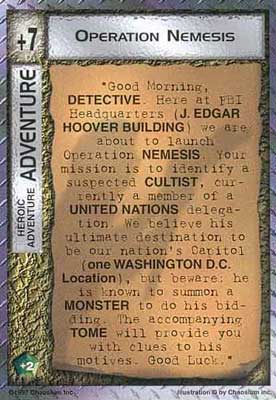 +7
OPERATION NEMESIS
HEROIC
ADVENTURE
ADVENTURE
"Good Morning,
DETECTIVE. Here at FBI
Headquarters (J. EDGAR
HOOVER BUILDING) we are
about to launch
Operation NEMESIS. Your
mission is to identify a
suspected CULTIST, cur-
rently a member of a
UNITED NATIONS delega-
tion. We believe his
ultimate destination to
be our nation's Capitol
(one WASHINGTON D.C.
Location), but beware: he
is known to summon a
MONSTER to do his bid-
ding. The accompanying
TOME will provide you
with clues to his
motives. Good Luck."
+2
©1997 Chaosium Inc.
Illustration © by Chaosium Inc.